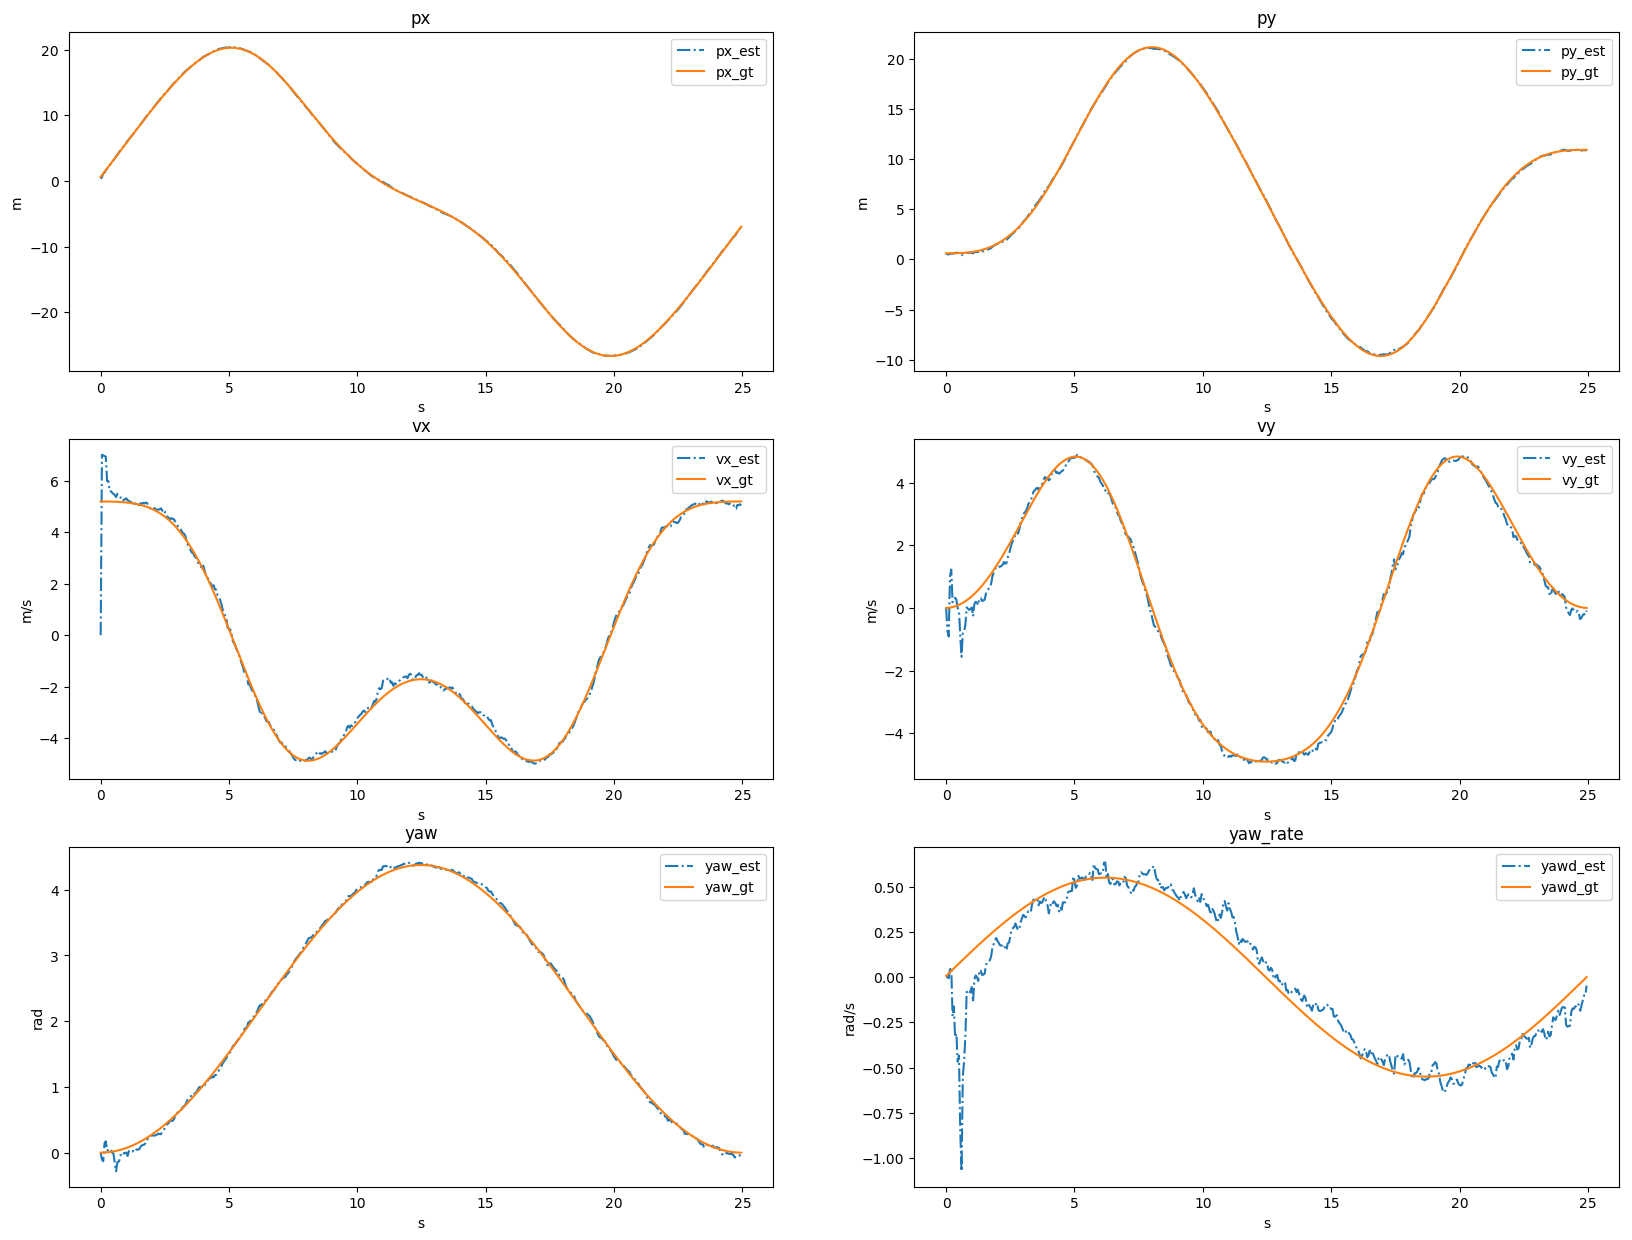 px
20
10
0
−10
−20
m
0
5
10
15
20
25
s
px_est
px_gt
py
20
15
10
5
0
−5
−10
m
0
5
10
15
20
25
s
py_est
py_gt
vx
6
4
2
0
−2
−4
m/s
0
5
10
15
20
25
s
vx_est
vx_gt
vy
4
2
0
−2
−4
m/s
0
5
10
15
20
25
s
vy_est
vy_gt
yaw
4
3
2
1
0
rad
0
5
10
15
20
25
s
yaw_est
yaw_gt
yaw_rate
0.50
0.25
0.00
−0.25
−0.50
−0.75
−1.00
rad/s
0
5
10
15
20
25
s
yawd_est
yawd_gt